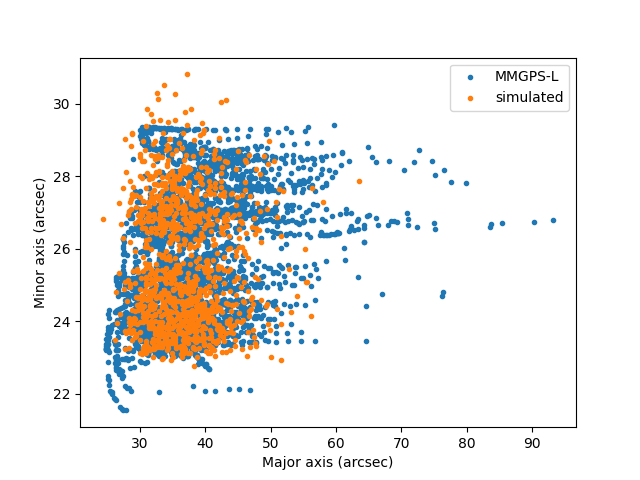 MMGPS-L
simulated
30
28
26
24
22
Minor axis (arcsec)
30 40 50 60 70 80 90
Major axis (arcsec)